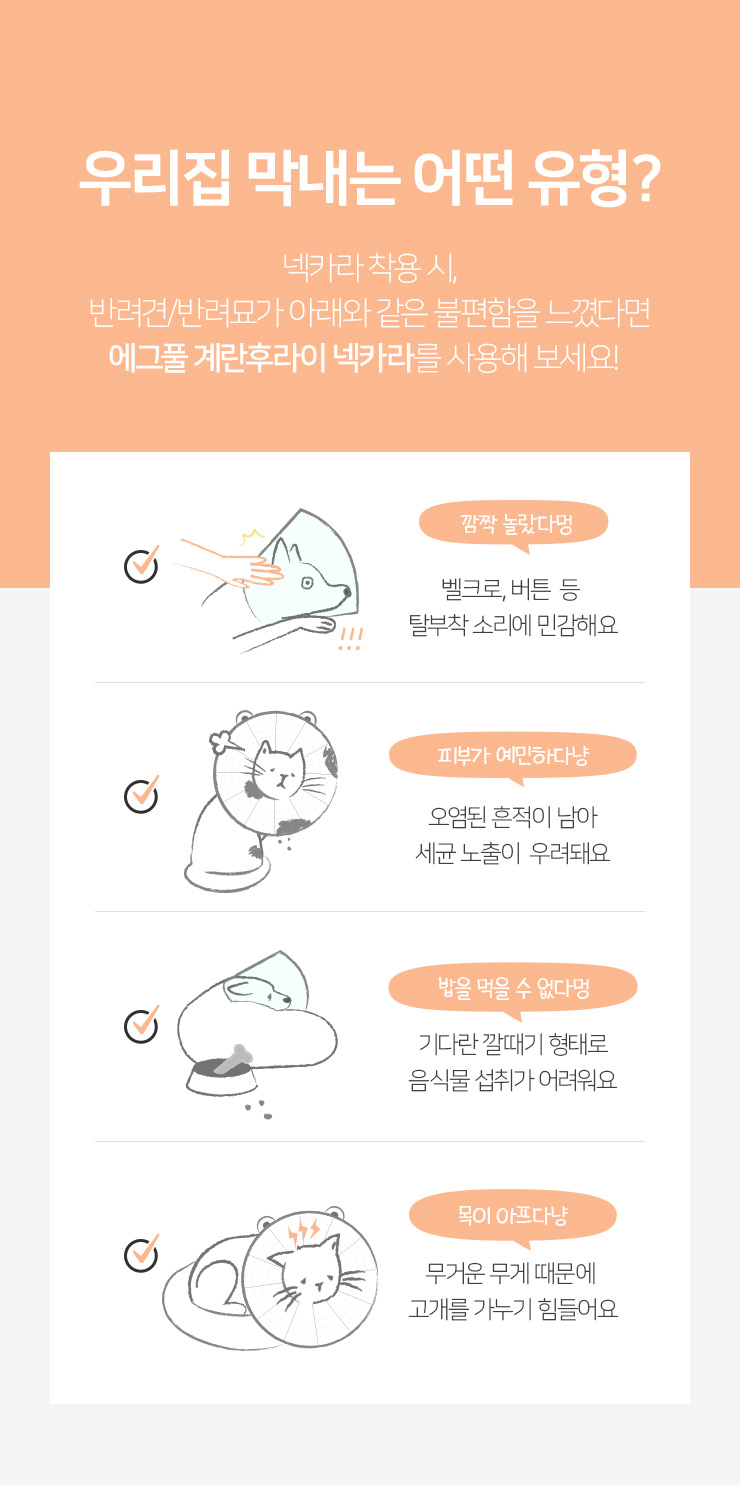 우리집 막내는 어떤 유형?
넥카라 착용 시,
반려견/반려묘가 아래와 같은 불편함을 느꼈다면
에그풀 계란후라이 넥카라를 사용해 보세요!
깜짝 놀랐다멍
벨크로, 버튼 등
탈부착 소리에 민감해요
!!!
피부가 예민하다냥
오염된 흔적이 남아
세균 노출이 우려돼요
밥을 먹을 수 없다멍
기다란 깔때기 형태로
음식물 섭취가 어려워요
목이 아프다냥
무거운 무게 때문에
고개를 가누기 힘들어요